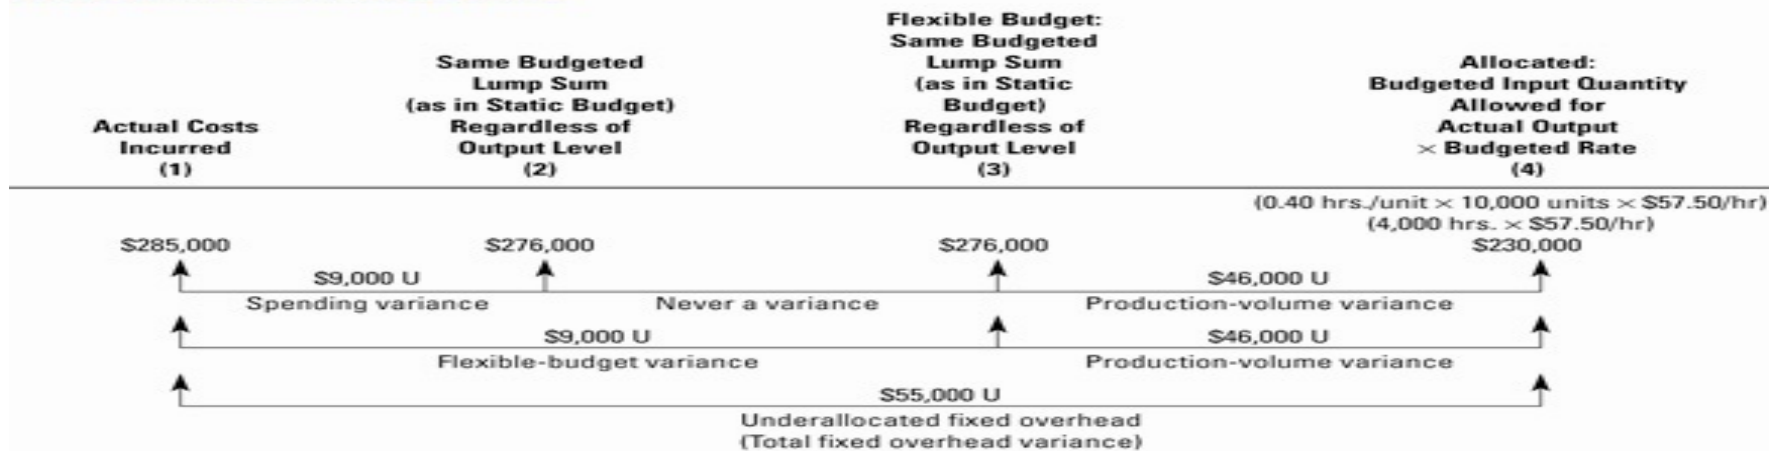 Actual Costs
Incurred
(1)
Same Budgeted
Lump Sum
(as in Static Budget)
Regardless of
Output Level
(2)
Flexible Budget:
Same Budgeted
Lump Sum
(as in Static
Budget)
Regardless of
Output Level
(3)
Allocated:
Budgeted Input Quantity
Allowed for
Actual Output
× Budgeted Rate
(4)
(0.40 hrs./unit × 10,000 units × $57.50/hr)
(4,000 hrs. × $57.50/hr)
$285,000 $276,000 $276,000 $230,000
$9,000 U $46,000 U
Spending variance Never a variance Production-volume variance
$9,000 U $46,000 U
Flexible-budget variance Production-volume variance
$55,000 U
Underallocated fixed overhead
(Total fixed overhead variance)